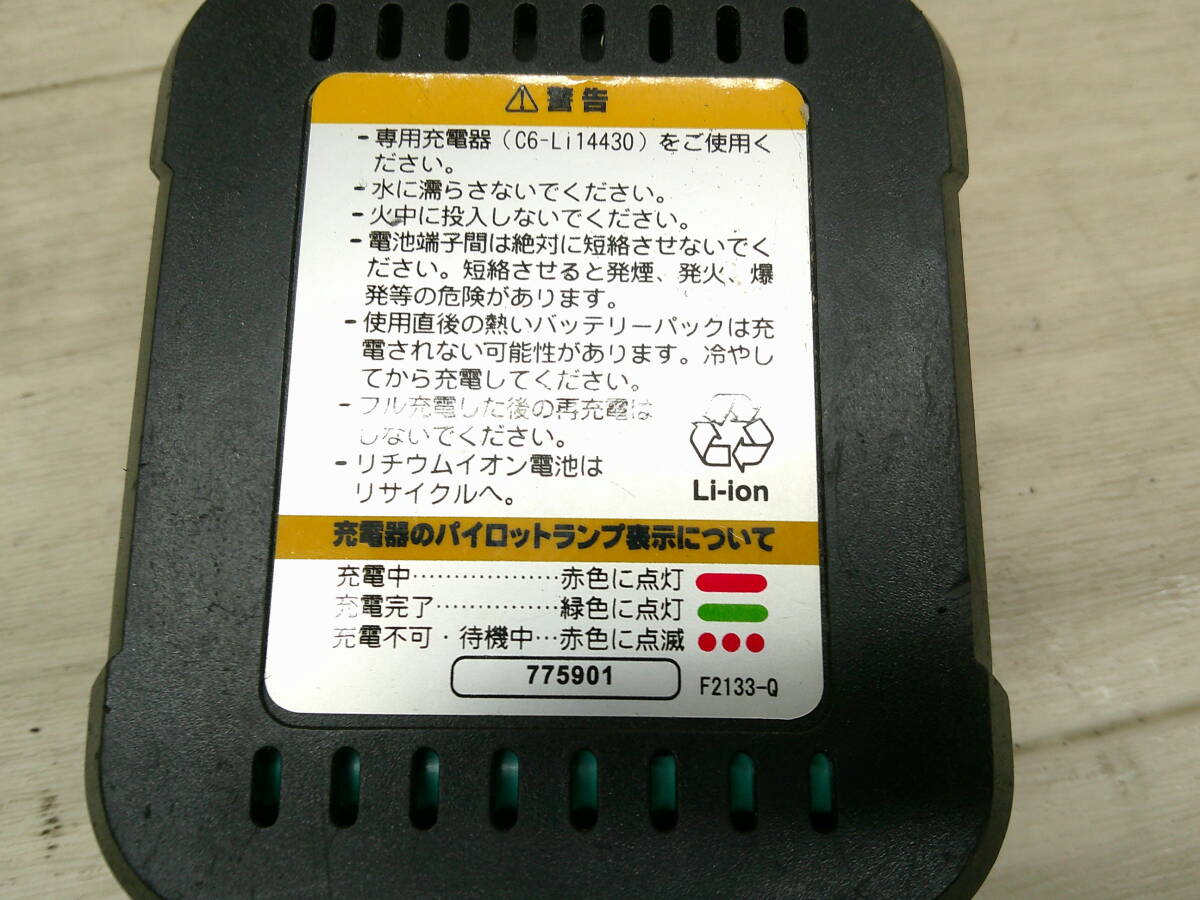 ⚠ 警告
- 専用充電器（C6-Li14430）をご使用く
ださい。
- 水に濡らさないでください。
- 火中に投入しないでください。
- 電池端子間は絶対に短絡させないでく
ださい。短絡させると発煙、発火、爆
発等の危険があります。
- 使用直後の熱いバッテリーパックは充
電されない可能性があります。冷やし
てから充電してください。
- フル充電した後の再充電は
しないでください。
- リチウムイオン電池は
リサイクルへ。
Li-ion
充電器のパイロットランプ表示について
充電中………………赤色に点灯
充電完了……………緑色に点灯
充電不可・待機中…赤色に点滅
775901
F2133-Q